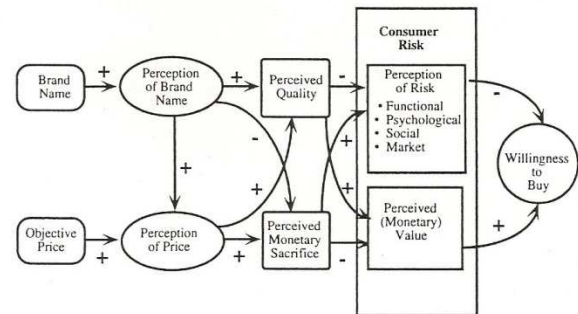 Consumer
Risk
Brand
Name
+
Perception
of Brand
Name
+
Perceived
Quality
-
Perception
of Risk
• Functional
• Psychological
• Social
• Market
-
+
-
+
+
+
Willingness
to
Buy
Objective
Price
+
Perception
of Price
+
Perceived
Monetary
Sacrifice
-
Perceived
(Monetary)
Value
+